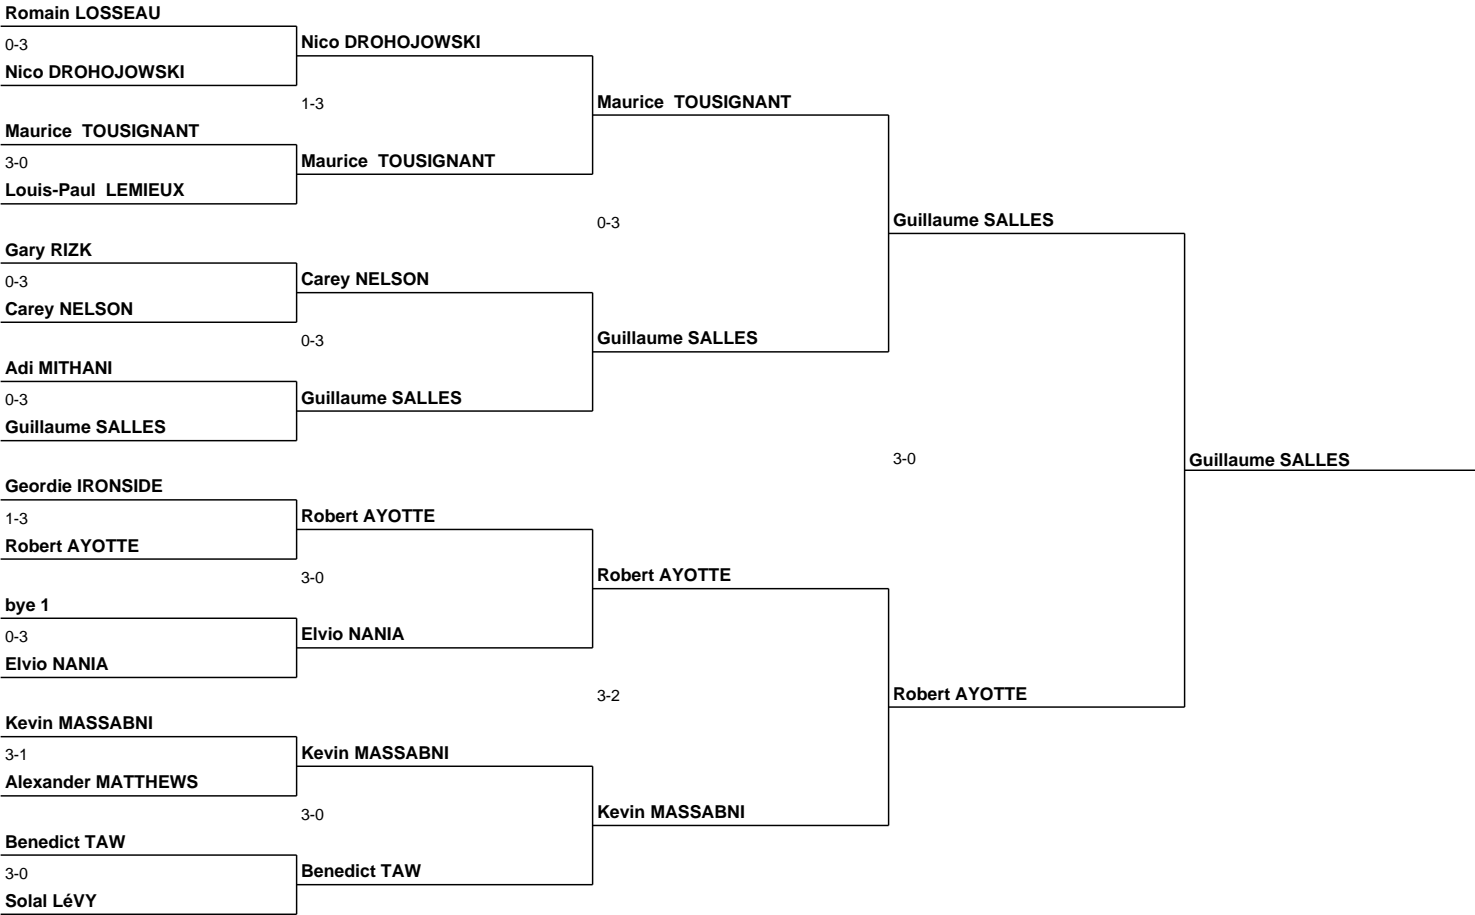 Romain LOSSEAU
0-3
Nico DROHOJOWSKI
Nico DROHOJOWSKI
1-3
Maurice  TOUSIGNANT
Maurice  TOUSIGNANT
3-0
Maurice  TOUSIGNANT
Louis-Paul  LEMIEUX
0-3
Guillaume SALLES
Gary RIZK
0-3
Carey NELSON
Carey NELSON
0-3
Guillaume SALLES
Adi MITHANI
0-3
Guillaume SALLES
Guillaume SALLES
3-0
Guillaume SALLES
Geordie IRONSIDE
1-3
Robert AYOTTE
Robert AYOTTE
3-0
Robert AYOTTE
bye 1
0-3
Elvio NANIA
Elvio NANIA
3-2
Robert AYOTTE
Kevin MASSABNI
3-1
Kevin MASSABNI
Alexander MATTHEWS
3-0
Kevin MASSABNI
Benedict TAW
3-0
Benedict TAW
Solal LéVY